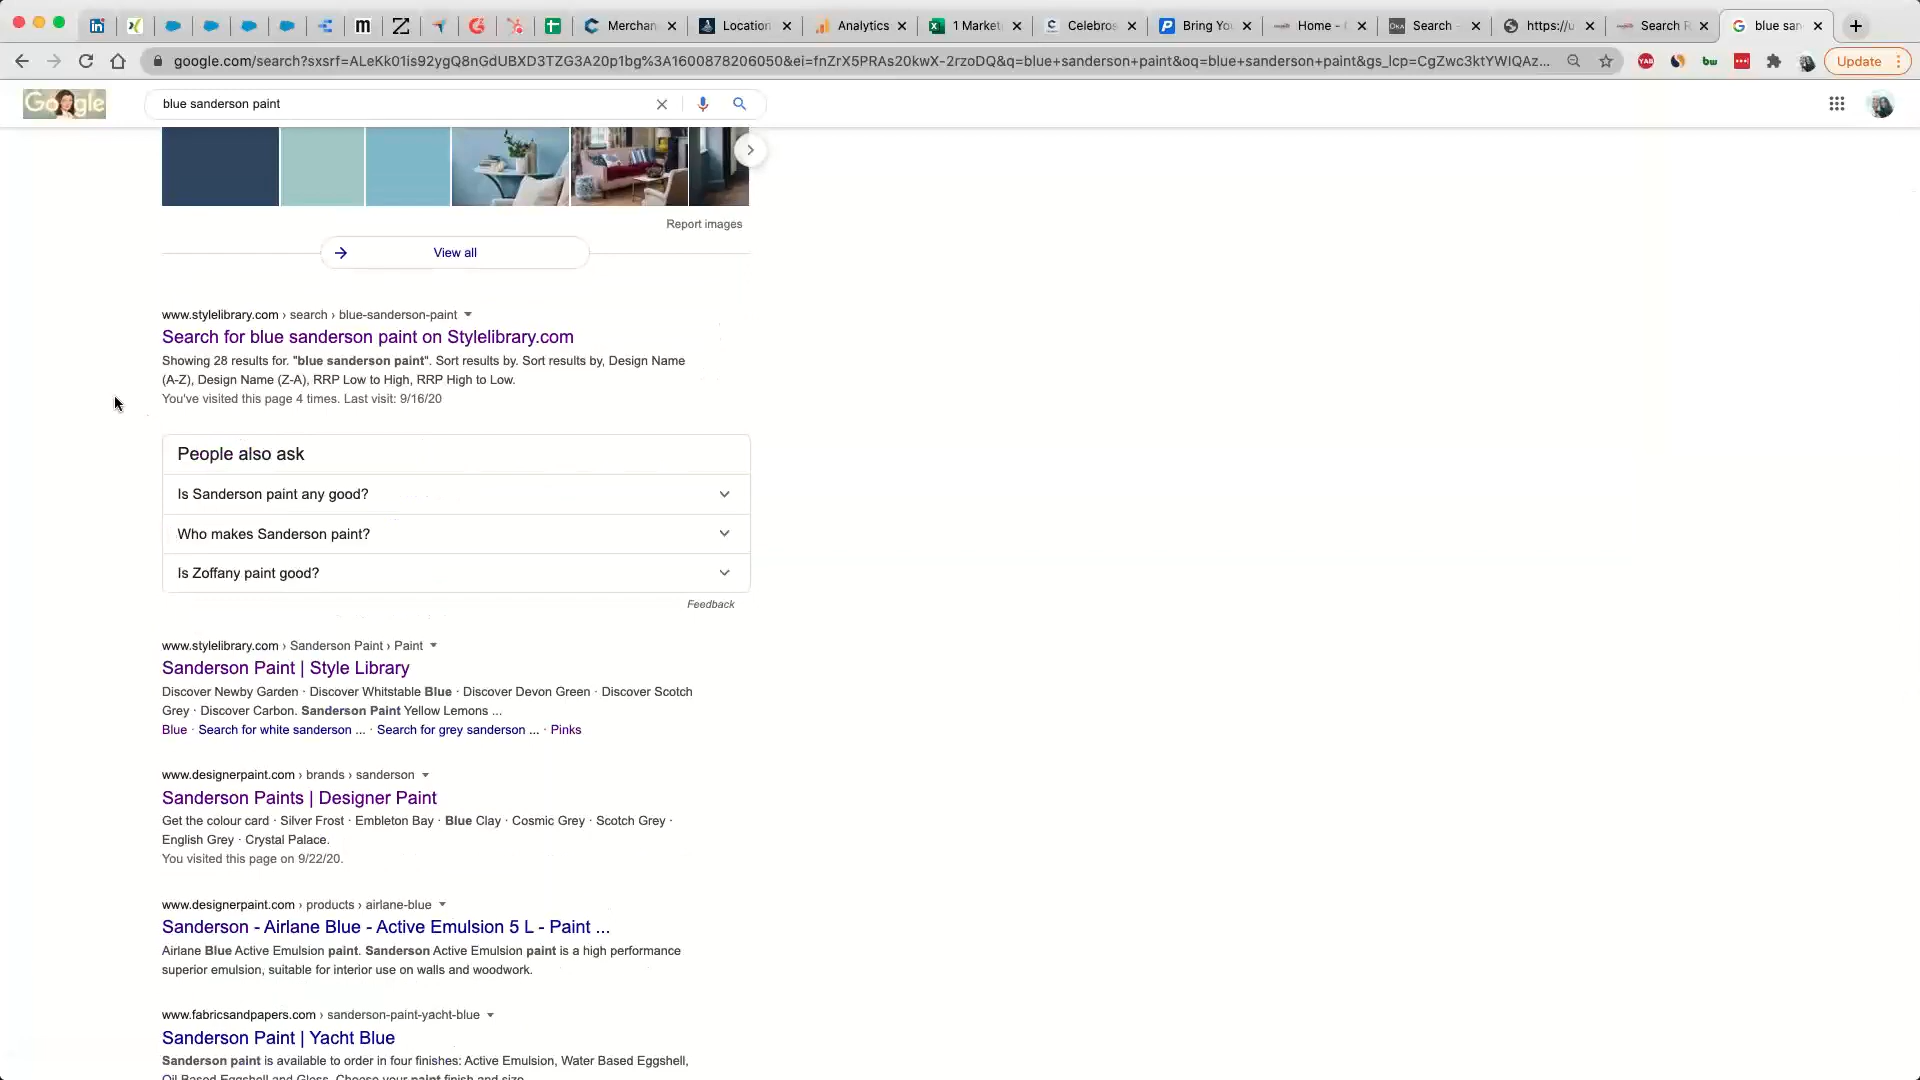 Merchan
Location
Analytics
1 Market
Celebros
Bring You
Home -
Search -
https://u
Search R
blue san
google.com/search?sxsrf=ALeKk01is92ygQ8nGdUBXD3TZG3A20p1bg%3A1600878206050&ei=fnZrX5PRAs20kwX-2rzoDQ&q=blue+sanderson+paint&oq=blue+sanderson+paint&gs_lcp=CgZwc3ktYWIQAz...
Update
Google
blue sanderson paint
Report images
View all
www.stylelibrary.com › search › blue-sanderson-paint
Search for blue sanderson paint on Stylelibrary.com
Showing 28 results for. "blue sanderson paint". Sort results by. Sort results by, Design Name
(A-Z), Design Name (Z-A), RRP Low to High, RRP High to Low.
You've visited this page 4 times. Last visit: 9/16/20
People also ask
Is Sanderson paint any good?
Who makes Sanderson paint?
Is Zoffany paint good?
Feedback
www.stylelibrary.com › Sanderson Paint › Paint
Sanderson Paint | Style Library
Discover Newby Garden · Discover Whitstable Blue · Discover Devon Green · Discover Scotch
Grey · Discover Carbon. Sanderson Paint Yellow Lemons ...
Blue · Search for white sanderson ... · Search for grey sanderson ... · Pinks
www.designerpaint.com › brands › sanderson
Sanderson Paints | Designer Paint
Get the colour card · Silver Frost · Embleton Bay · Blue Clay · Cosmic Grey · Scotch Grey ·
English Grey · Crystal Palace.
You visited this page on 9/22/20.
www.designerpaint.com › products › airlane-blue
Sanderson - Airlane Blue - Active Emulsion 5 L - Paint ...
Airlane Blue Active Emulsion paint. Sanderson Active Emulsion paint is a high performance
superior emulsion, suitable for interior use on walls and woodwork.
www.fabricsandpapers.com › sanderson-paint-yacht-blue
Sanderson Paint | Yacht Blue
Sanderson paint is available to order in four finishes: Active Emulsion, Water Based Eggshell,
Oil Based Eggshell and Gloss. Choose your paint finish and size